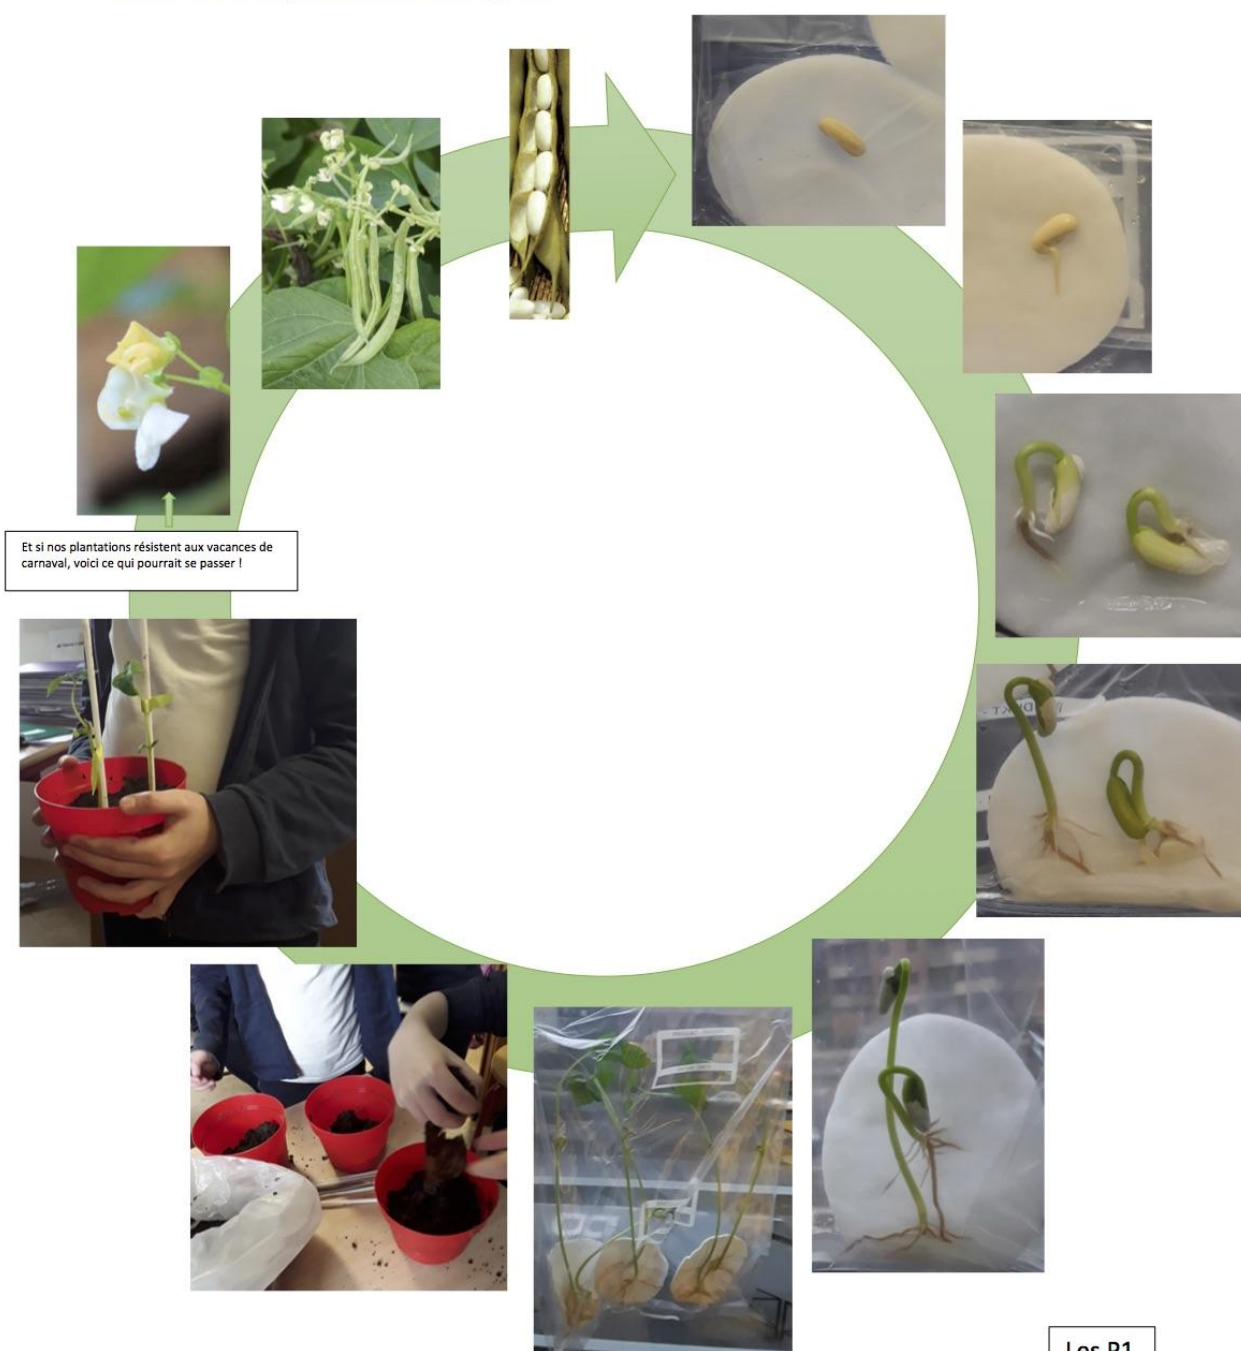 Et si nos plantations résistent aux vacances de
carnaval, voici ce qui pourrait se passer !
Les P1